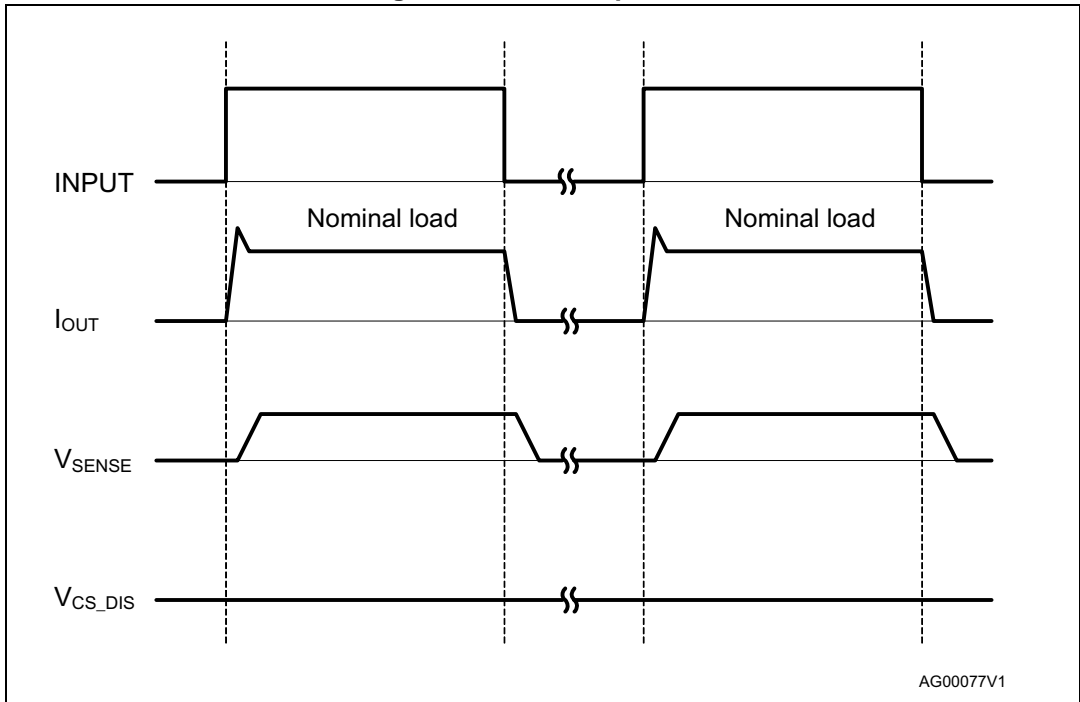 INPUT
Nominal load Nominal load
IOUT
VSENSE
VCS_DIS
AG00077V1